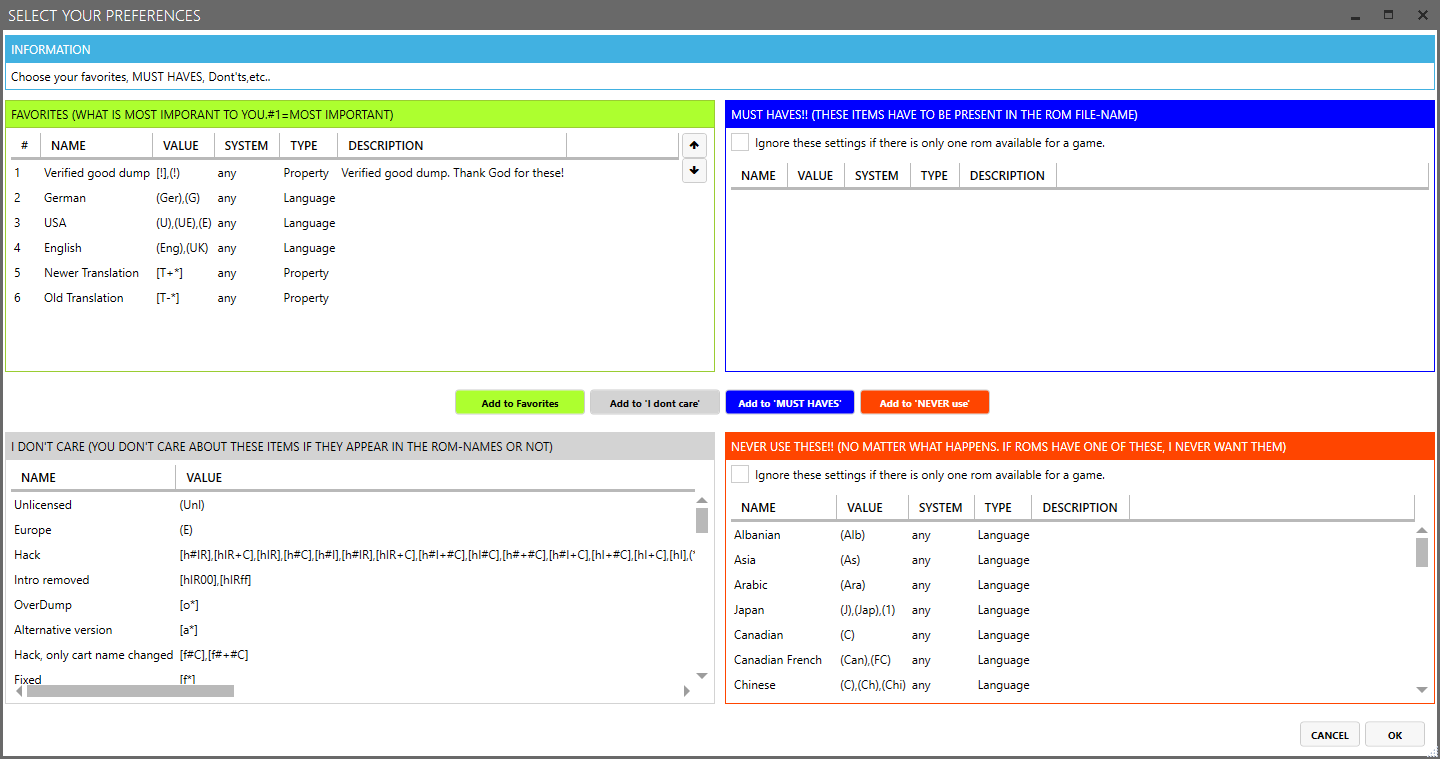 SELECT YOUR PREFERENCES
INFORMATION
Choose your favorites, MUST HAVES, Dont'ts,etc..
FAVORITES (WHAT IS MOST IMPORANT TO YOU.#1=MOST IMPORTANT)
# NAME VALUE SYSTEM TYPE DESCRIPTION
1 Verified good dump [!],(!) any Property Verified good dump. Thank God for these!
2 German (Ger),(G) any Language
3 USA (U),(UE),(E) any Language
4 English (Eng),(UK) any Language
5 Newer Translation [T+*] any Property
6 Old Translation [T-*] any Property
MUST HAVES!! (THESE ITEMS HAVE TO BE PRESENT IN THE ROM FILE-NAME)
Ignore these settings if there is only one rom available for a game.
NAME VALUE SYSTEM TYPE DESCRIPTION
Add to Favorites Add to 'I dont care' Add to 'MUST HAVES' Add to 'NEVER use'
I DON'T CARE (YOU DON'T CARE ABOUT THESE ITEMS IF THEY APPEAR IN THE ROM-NAMES OR NOT)
NAME VALUE
Unlicensed (Unl)
Europe (E)
Hack [h#IR],[hIR+C],[hIR],[h#C],[h#I],[h#IR],[hIR+C],[h#I+#C],[hI#C],[h#+#C],[h#I+C],[hI+#C],[hI+C],[hI],(*
Intro removed [hIR00],[hIRff]
OverDump [o*]
Alternative version [a*]
Hack, only cart name changed [f#C],[f#+#C]
Fixed [f*]
NEVER USE THESE!! (NO MATTER WHAT HAPPENS. IF ROMS HAVE ONE OF THESE, I NEVER WANT THEM)
Ignore these settings if there is only one rom available for a game.
NAME VALUE SYSTEM TYPE DESCRIPTION
Albanian (Alb) any Language
Asia (As) any Language
Arabic (Ara) any Language
Japan (J),(Jap),(1) any Language
Canadian (C) any Language
Canadian French (Can),(FC) any Language
Chinese (C),(Ch),(Chi) any Language
CANCEL OK